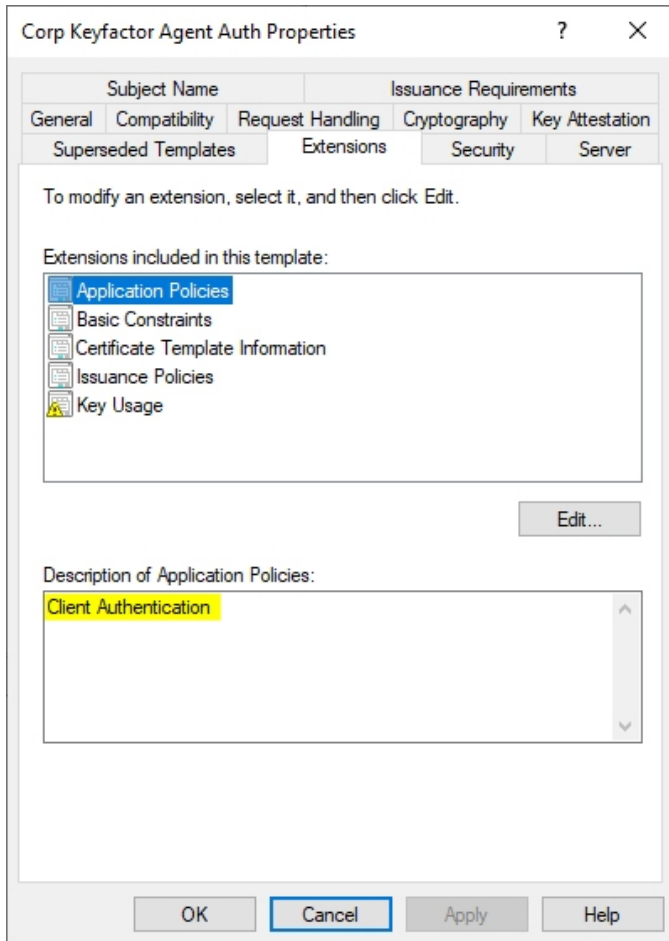 Corp Keyfactor Agent Auth Properties ? ×
Subject Name Issuance Requirements
General Compatibility Request Handling Cryptography Key Attestation
Superseded Templates Extensions Security Server
To modify an extension, select it, and then click Edit.
Extensions included in this template:
Application Policies
Basic Constraints
Certificate Template Information
Issuance Policies
Key Usage
Edit...
Description of Application Policies:
Client Authentication
OK Cancel Apply Help